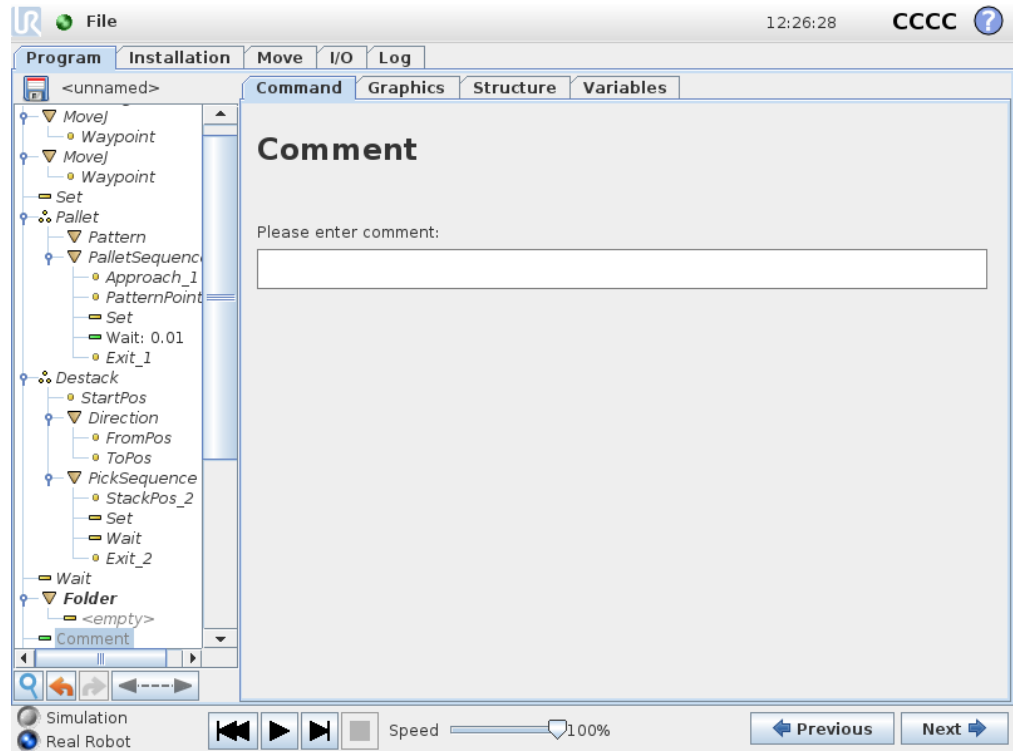 UR File 12:26:28 CCCC ?
Program Installation Move I/O Log
<unnamed> Command Graphics Structure Variables
MoveJ
Waypoint
MoveJ
Waypoint
Set
Pallet
Pattern
PalletSequenc
Approach_1
PatternPoint
Set
Wait: 0.01
Exit_1
Destack
StartPos
Direction
FromPos
ToPos
PickSequence
StackPos_2
Set
Wait
Exit_2
Wait
Folder
<empty>
Comment
Comment
Please enter comment:
Simulation
Real Robot
Speed 100%
Previous Next